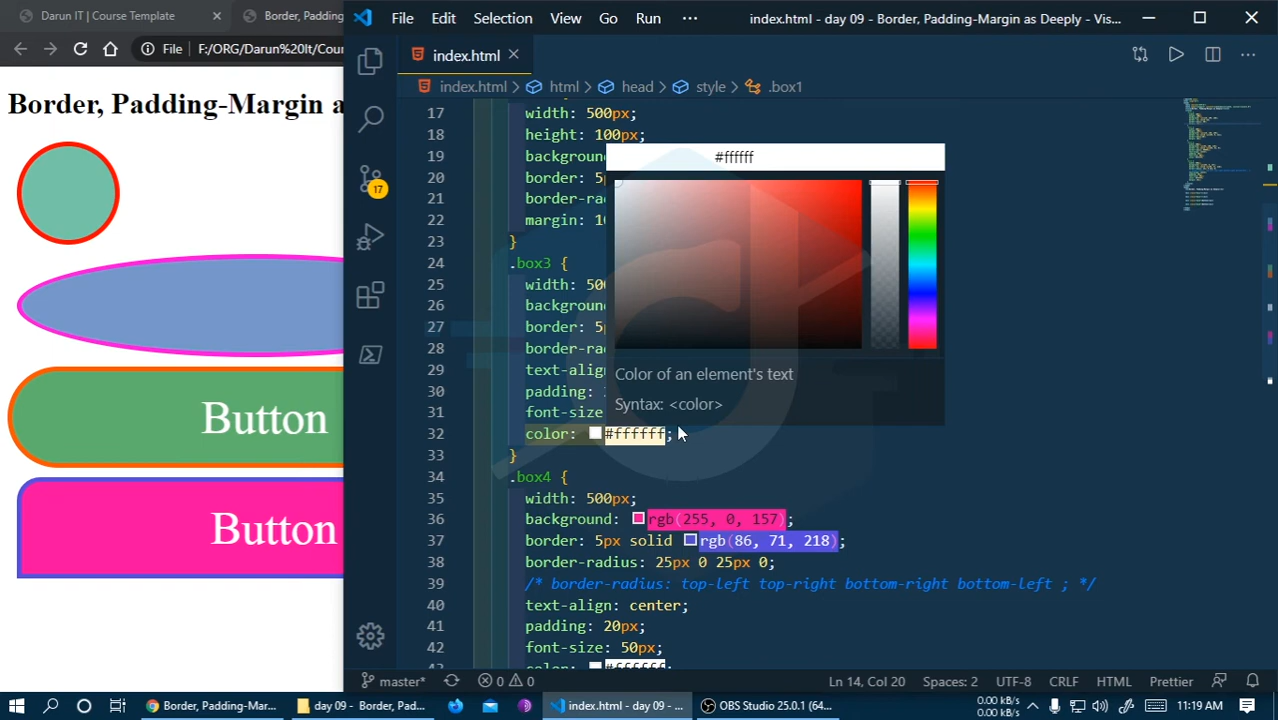 Darun IT | Course Template
Border, Padding
File F:/ORG/Darun%20It/Cou
Border, Padding-Margin a
Button
Button
File Edit Selection View Go Run ··· index.html - day 09 - Border, Padding-Margin as Deeply - Vis...
index.html
index.html > html > head > style > .box1
17 width: 500px;
18 height: 100px;
19 background
20 border: 5p
21 border-rad
22 margin: 10
23 }
24 .box3 {
25 width: 500
26 background
27 border: 5p
28 border-rad
29 text-align
30 padding:
31 font-size
32 color: #ffffff;
33 }
34 .box4 {
35 width: 500px;
36 background: rgb(255, 0, 157);
37 border: 5px solid rgb(86, 71, 218);
38 border-radius: 25px 0 25px 0;
39 /* border-radius: top-left top-right bottom-right bottom-left ; */
40 text-align: center;
41 padding: 20px;
42 font-size: 50px;
color: #ffffff;
#ffffff
Color of an element's text
Syntax: <color>
17
master* 0 0 Ln 14, Col 20 Spaces: 2 UTF-8 CRLF HTML Prettier
Border, Padding-Mar... day 09 - Border, Pad... index.html - day 09 - ... OBS Studio 25.0.1 (64... 0.00 kB/s 11:19 AM
0.00 kB/s